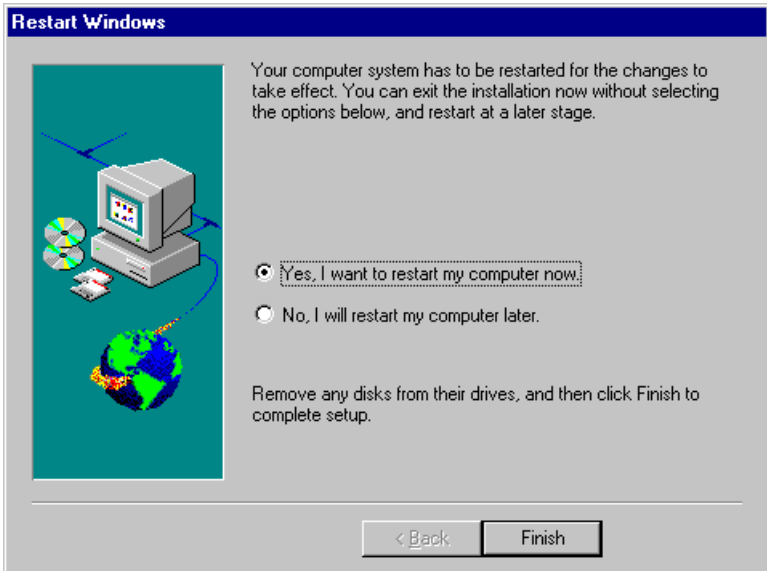 Restart Windows
Your computer system has to be restarted for the changes to
take effect. You can exit the installation now without selecting
the options below, and restart at a later stage.
Yes, I want to restart my computer now.
No, I will restart my computer later.
Remove any disks from their drives, and then click Finish to
complete setup.
< Back
Finish